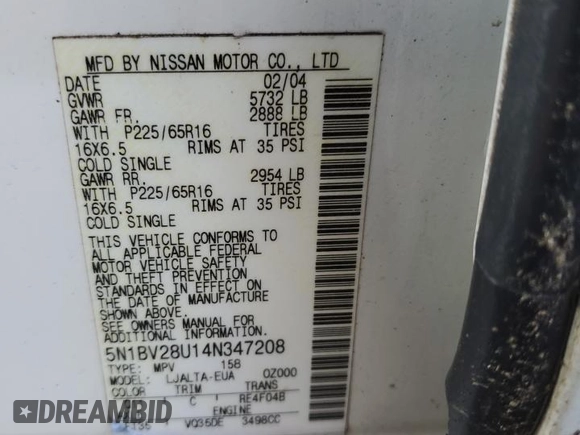 MFD BY NISSAN MOTOR CO., LTD
DATE 02/04
GVWR 5732 LB
GAWR FR. 2888 LB
WITH P225/65R16 TIRES
16X6.5 RIMS AT 35 PSI
COLD SINGLE
GAWR RR. 2954 LB
WITH P225/65R16 TIRES
16X6.5 RIMS AT 35 PSI
COLD SINGLE
THIS VEHICLE CONFORMS TO
ALL APPLICABLE FEDERAL
MOTOR VEHICLE SAFETY
AND THEFT PREVENTION
STANDARDS IN EFFECT ON
THE DATE OF MANUFACTURE
SHOWN ABOVE.
SEE OWNERS MANUAL FOR
ADDITIONAL INFORMATION
5N1BV28U14N347208
TYPE: MPV 158
MODEL: LJALTA-EUA 0Z000
COLOR TRIM TRANS
C RE4F04B
ENGINE
VQ35DE 3498CC
DREAMBID